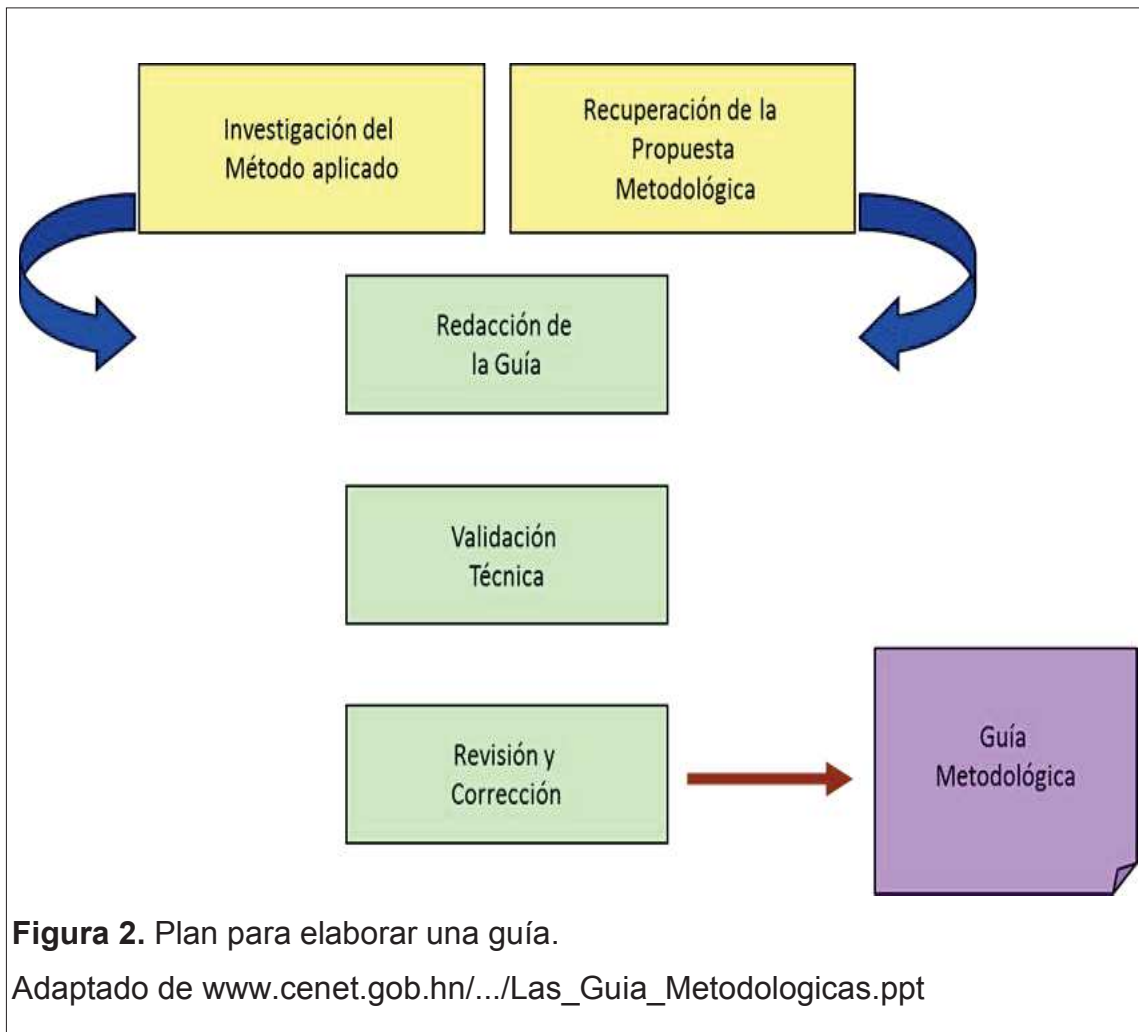 Investigación del
Método aplicado
Recuperación de la
Propuesta
Metodológica
Redacción de
la Guía
Validación
Técnica
Revisión y
Corrección
Guía
Metodológica
Figura 2. Plan para elaborar una guía.
Adaptado de www.cenet.gob.hn/.../Las_Guia_Metodologicas.ppt